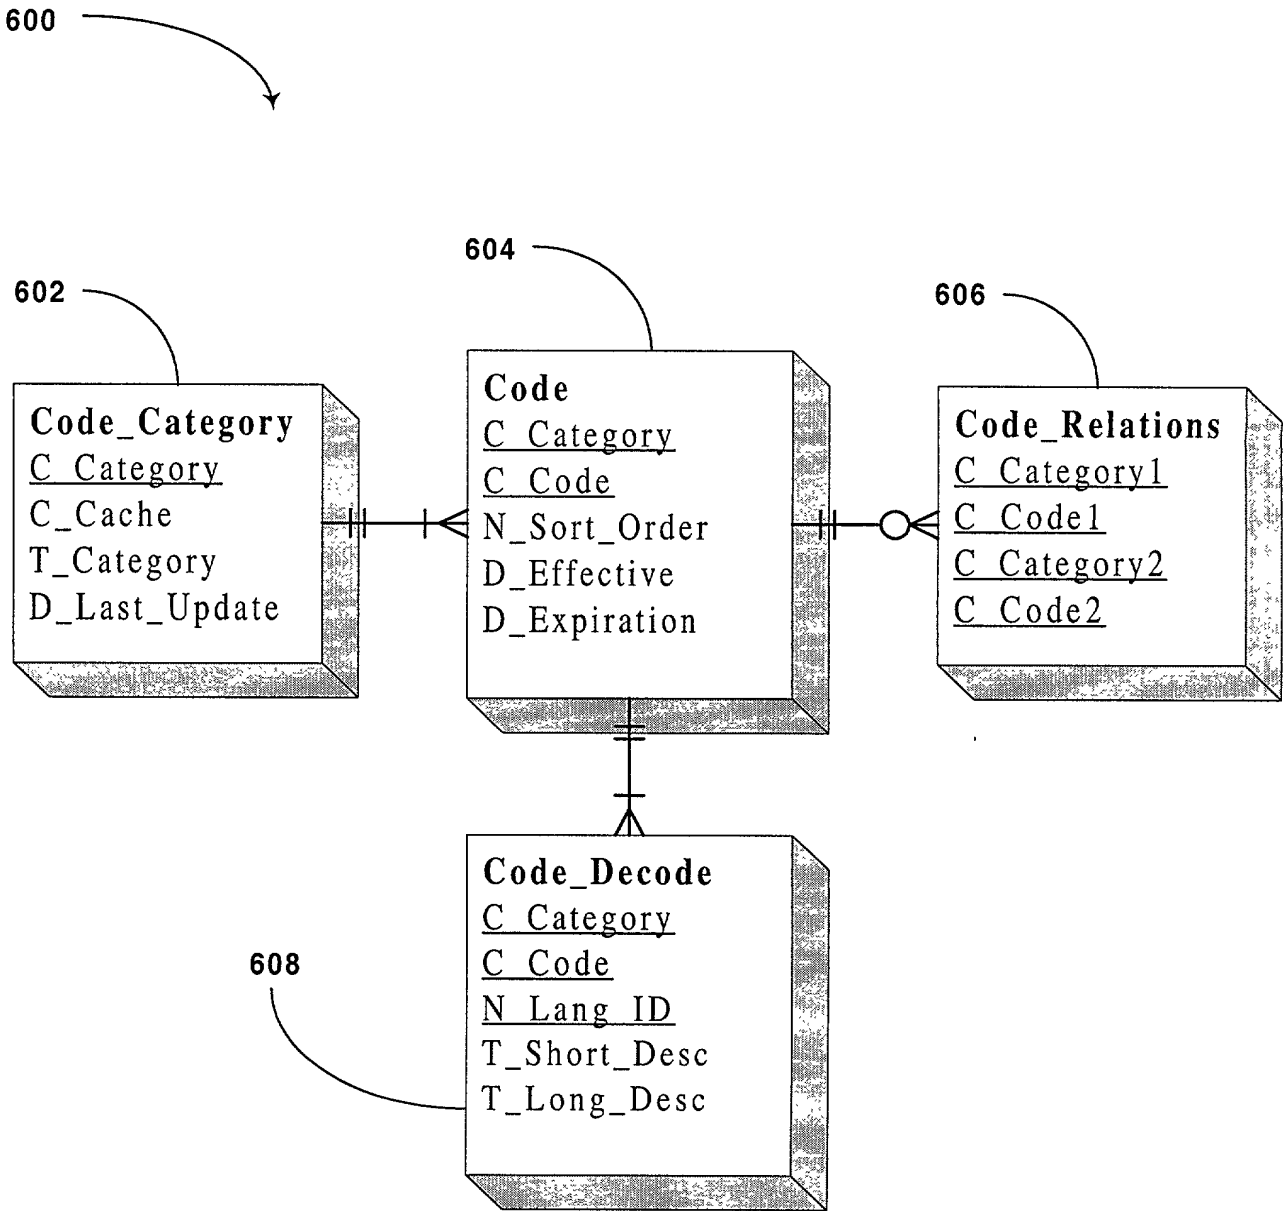 600
604
602
606
Code_Category
C_Category
C_Cache
T_Category
D_Last_Update
Code
C_Category
C_Code
N_Sort_Order
D_Effective
D_Expiration
Code_Relations
C_Category1
C_Code1
C_Category2
C_Code2
608
Code_Decode
C_Category
C_Code
N_Lang_ID
T_Short_Desc
T_Long_Desc